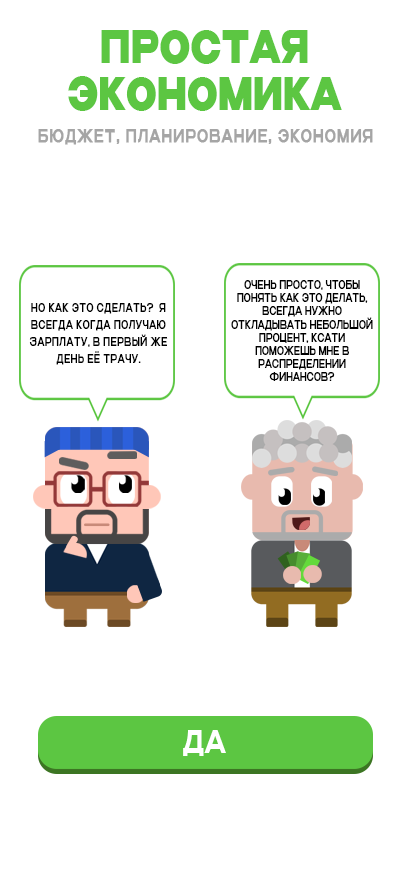 ПРОСТАЯ
ЭКОНОМИКА
БЮДЖЕТ, ПЛАНИРОВАНИЕ, ЭКОНОМИЯ
НО КАК ЭТО СДЕЛАТЬ? Я
ВСЕГДА КОГДА ПОЛУЧАЮ
ЗАРПЛАТУ, В ПЕРВЫЙ ЖЕ
ДЕНЬ ЕЁ ТРАЧУ.
ОЧЕНЬ ПРОСТО, ЧТОБЫ
ПОНЯТЬ КАК ЭТО ДЕЛАТЬ,
ВСЕГДА НУЖНО
ОТКЛАДЫВАТЬ НЕБОЛЬШОЙ
ПРОЦЕНТ, КСАТИ
ПОМОЖЕШЬ МНЕ В
РАСПРЕДЕЛЕНИИ
ФИНАНСОВ?
ДА